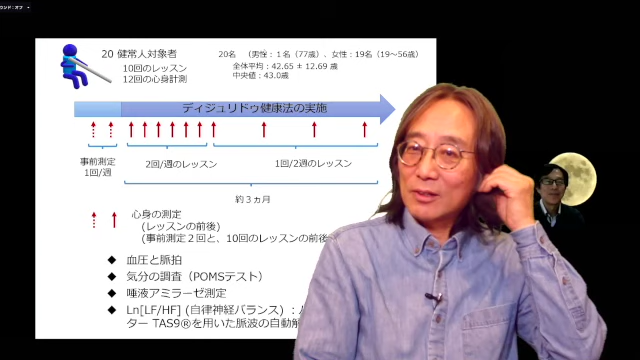 ウンド：オフ
20 健常人対象者
10回のレッスン
12回の心身計測
20名 （男性：１名（77歳）、女性：19名（19～56歳）
全体平均：42.65 ± 12.69 歳
中央値：43.0歳
ディジュリドゥ健康法の実施
事前測定
1回/週
2回/週のレッスン
1回/2週のレッスン
約３ヵ月
心身の測定
(レッスンの前後)
(事前測定２回と、10回のレッスンの前後
◆ 血圧と脈拍
◆ 気分の調査（POMSテスト）
◆ 唾液アミラーゼ測定
◆ Ln[LF/HF] (自律神経バランス) ：
ター TAS9®を用いた脈波の自動解